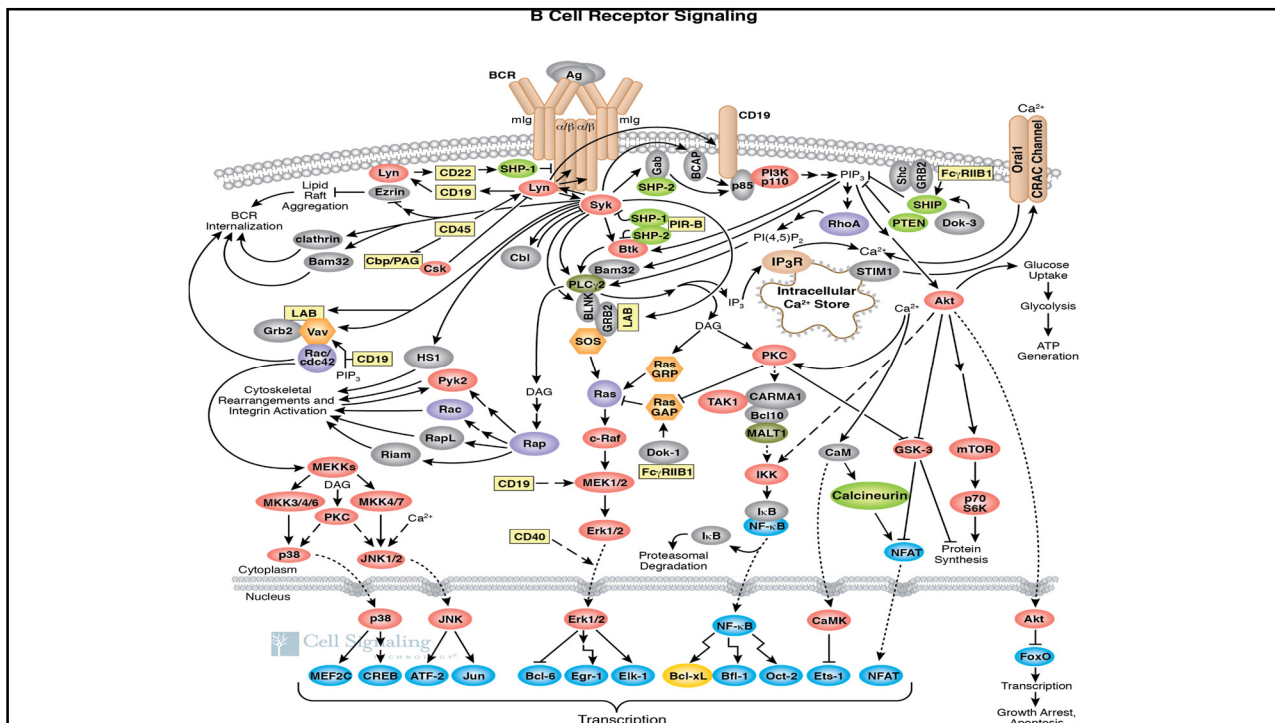 B Cell Receptor Signaling
Ag
BCR
mIg
α/β
α/β
mIg
CD19
Ca²⁺
Orai1
CRAC Channel
Lyn
CD22
SHP-1
Lyn
Gab
BCAP
SHP-2
p85
PI3K
p110
PIP₃
Shc
GRB2
FcγRIIB1
SHIP
PTEN
Dok-3
Lipid
Raft
Aggregation
Ezrin
CD19
Syk
BCR
Internalization
CD45
SHP-1
SHP-2
PIR-B
RhoA
clathrin
Bam32
Cbp/PAG
Csk
Cbl
Btk
Bam32
PI(4,5)P₂
IP₃R
Ca²⁺
STIM1
Intracellular
Ca²⁺ Store
Glucose
Uptake
Glycolysis
ATP
Generation
PLCγ2
BLNK
GRB2
LAB
IP₃
DAG
Akt
Ca²⁺
LAB
Grb2
Vav
Rac/
cdc42
CD19
PIP₃
HS1
SOS
Ras
GRP
PKC
Cytoskeletal
Rearrangements and
Integrin Activation
Pyk2
Rac
RapL
Riam
DAG
Rap
Ras
Ras
GAP
TAK1
CARMA1
Bcl10
MALT1
c-Raf
Dok-1
FcγRIIB1
IKK
CaM
GSK-3
mTOR
MEKKs
DAG
MKK3/4/6
MKK4/7
PKC
Ca²⁺
p38
JNK1/2
CD19
MEK1/2
Erk1/2
CD40
IκB
NF-κB
IκB
Proteasomal
Degradation
Calcineurin
NFAT
p70
S6K
Protein
Synthesis
Cytoplasm
Nucleus
p38
JNK
Erk1/2
NF-κB
CaMK
Akt
Cell Signaling
TECHNOLOGY®
MEF2C
CREB
ATF-2
Jun
Bcl-6
Egr-1
Elk-1
Bcl-xL
Bfl-1
Oct-2
Ets-1
NFAT
FoxO
Transcription
Growth Arrest,
Apoptosis
Transcription